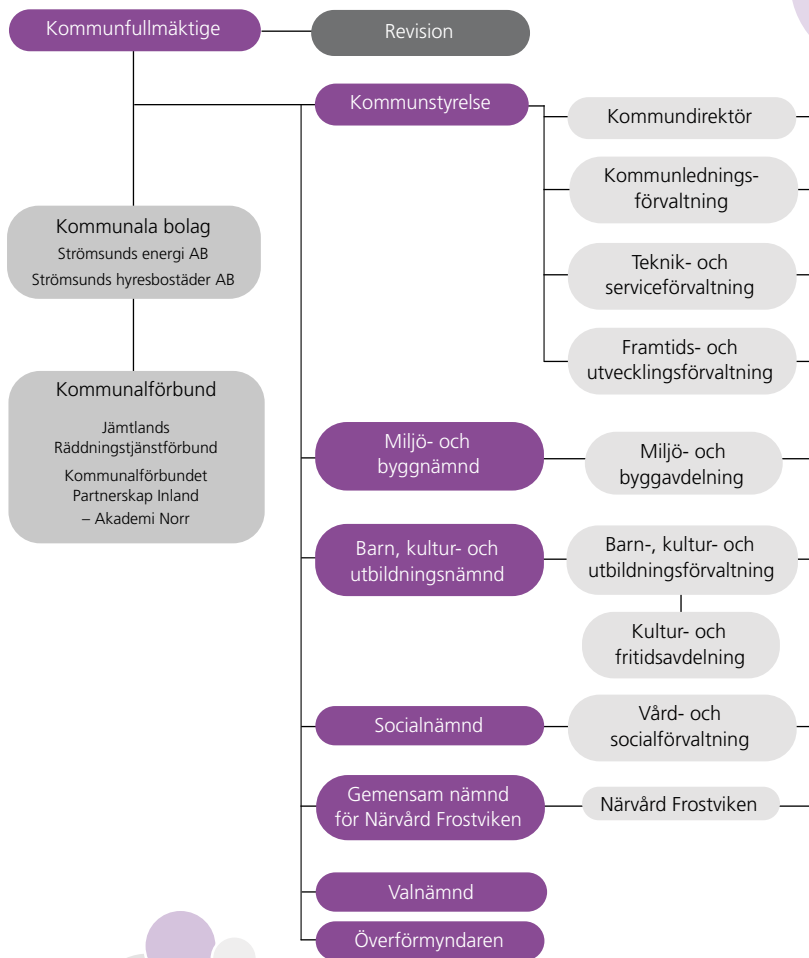 Kommunfullmäktige
Revision
Kommunstyrelse
Kommundirektör
Kommunlednings-
förvaltning
Teknik- och
serviceförvaltning
Framtids- och
utvecklingsförvaltning
Kommunala bolag
Strömsunds energi AB
Strömsunds hyresbostäder AB
Kommunalförbund
Jämtlands
Räddningstjänstförbund
Kommunalförbundet
Partnerskap Inland
– Akademi Norr
Miljö- och
byggnämnd
Miljö- och
byggavdelning
Barn, kultur- och
utbildningsnämnd
Barn-, kultur- och
utbildningsförvaltning
Kultur- och
fritidsavdelning
Socialnämnd
Vård- och
socialförvaltning
Gemensam nämnd
för Närvård Frostviken
Närvård Frostviken
Valnämnd
Överförmyndaren